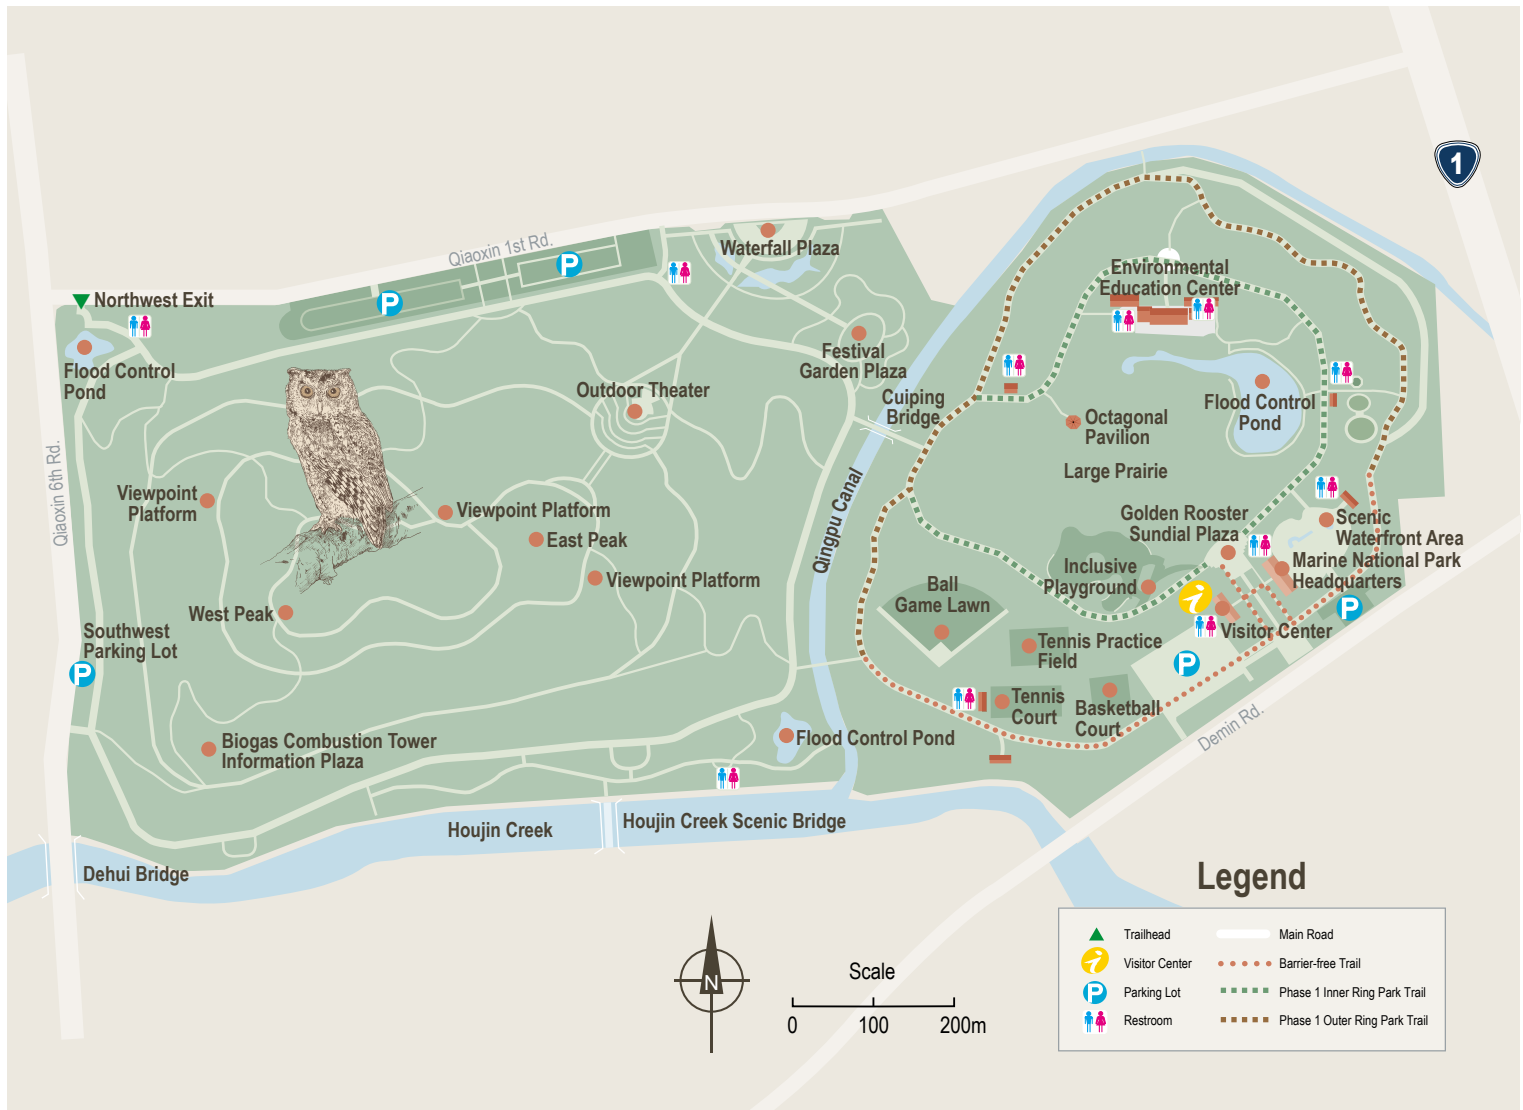 1
Qiaoxin 1st Rd.
Waterfall Plaza
Northwest Exit
Environmental
Education Center
Flood Control
Pond
Festival
Garden Plaza
Outdoor Theater
Cuiping
Bridge
Flood Control
Pond
Octagonal
Pavilion
Large Prairie
Qiaoxin 6th Rd.
Viewpoint
Platform
Viewpoint Platform
East Peak
Viewpoint Platform
West Peak
Qingpu Canal
Golden Rooster
Sundial Plaza
Scenic
Waterfront Area
Marine National Park
Headquarters
Inclusive
Playground
Ball
Game Lawn
Visitor Center
P
P
P
P
P
Southwest
Parking Lot
Tennis Practice
Field
Tennis
Court
Basketball
Court
Demin Rd.
Biogas Combustion Tower
Information Plaza
Flood Control Pond
Houjin Creek
Houjin Creek Scenic Bridge
Dehui Bridge
N
Scale
0
100
200m
Legend
Trailhead
Main Road
Visitor Center
Barrier-free Trail
P
Parking Lot
Phase 1 Inner Ring Park Trail
Restroom
Phase 1 Outer Ring Park Trail